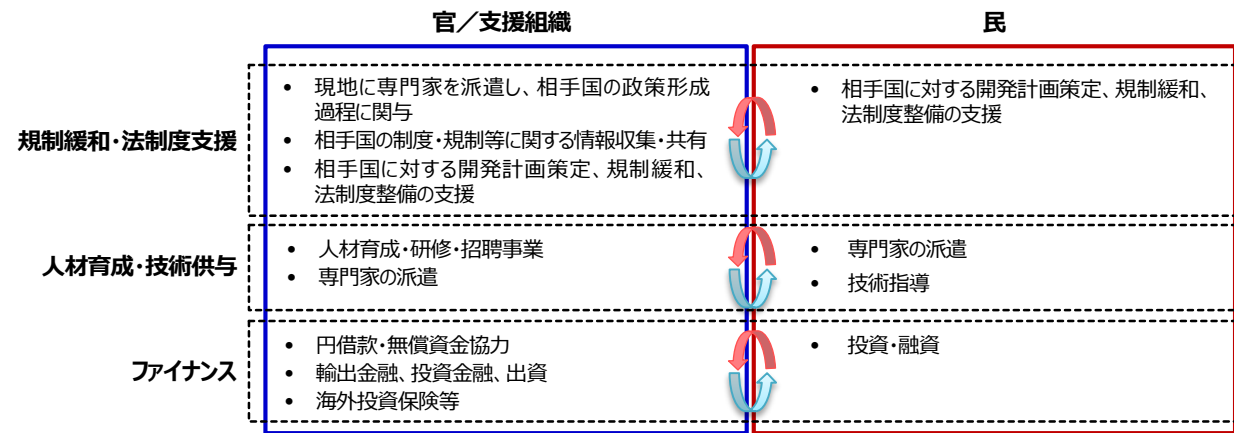 官／支援組織
民
規制緩和・法制度支援
• 現地に専門家を派遣し、相手国の政策形成
過程に関与
• 相手国の制度・規制等に関する情報収集・共有
• 相手国に対する開発計画策定、規制緩和、
法制度整備の支援
• 相手国に対する開発計画策定、規制緩和、
法制度整備の支援
人材育成・技術供与
• 人材育成・研修・招聘事業
• 専門家の派遣
• 専門家の派遣
• 技術指導
ファイナンス
• 円借款・無償資金協力
• 輸出金融、投資金融、出資
• 海外投資保険等
• 投資・融資